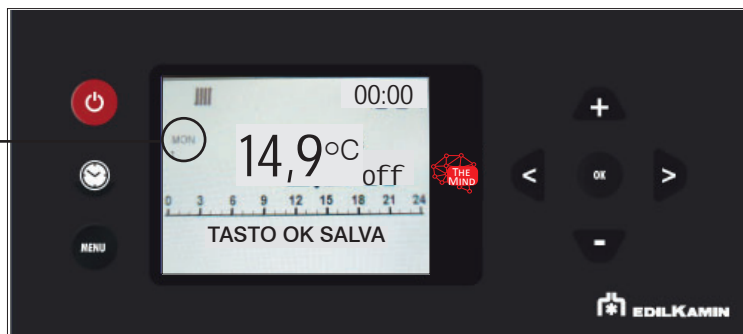 00:00
MON
14,9°C
off
THE MIND
0 3 6 9 12 15 18 21 24
TASTO OK SALVA
MENU
+
< OK >
-
EDILKAMIN